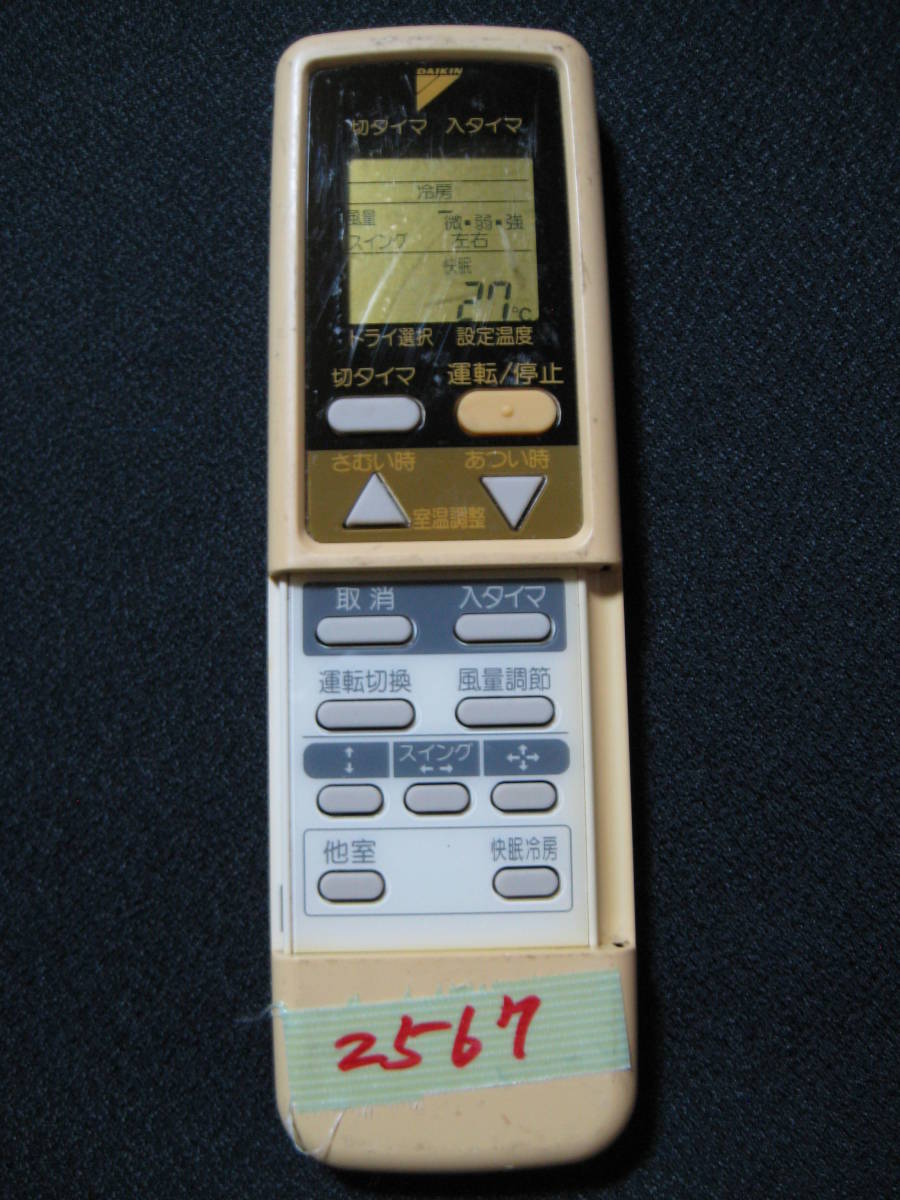 DAIKIN
切タイマ 入タイマ
冷房
風量 微・弱・強
スイング 左右
快眠
27℃
ドライ選択 設定温度
切タイマ 運転/停止
さむい時 あつい時
室温調整
取消 入タイマ
運転切換 風量調節
スイング
他室 快眠冷房
2567